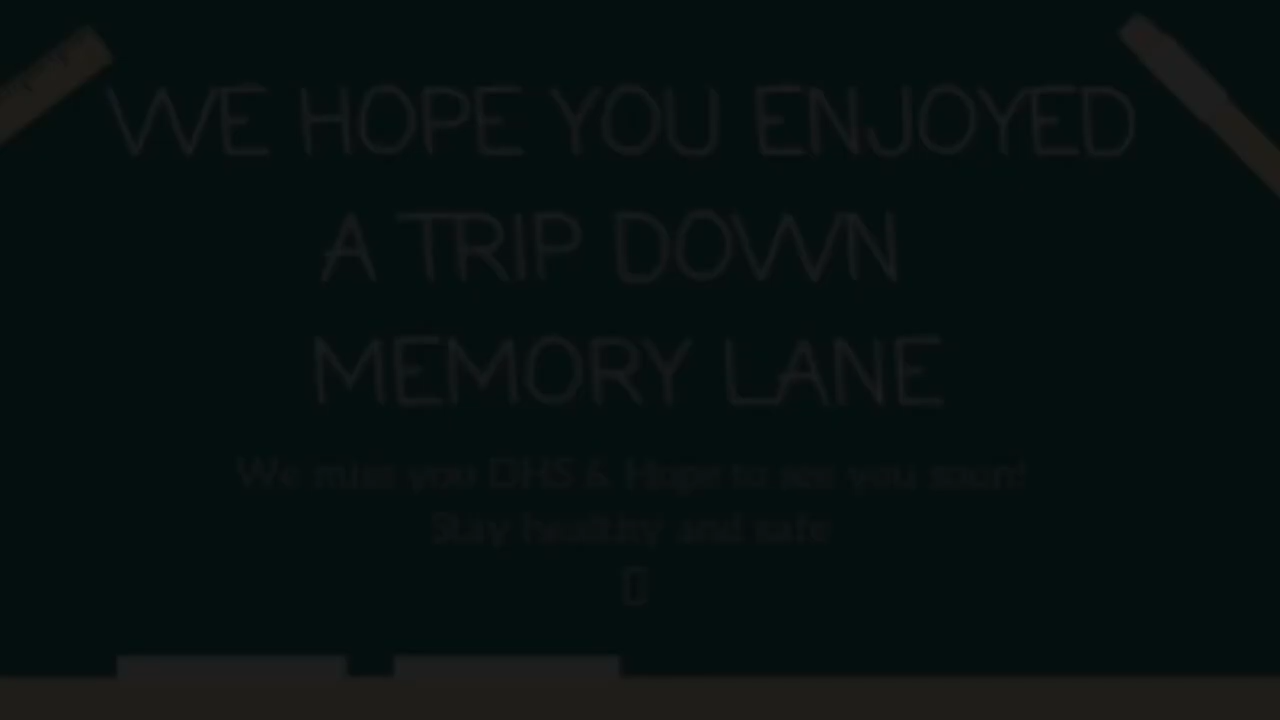 WE HOPE YOU ENJOYED
A TRIP DOWN
MEMORY LANE
We miss you DHS & Hope to see you soon!
Stay healthy and safe